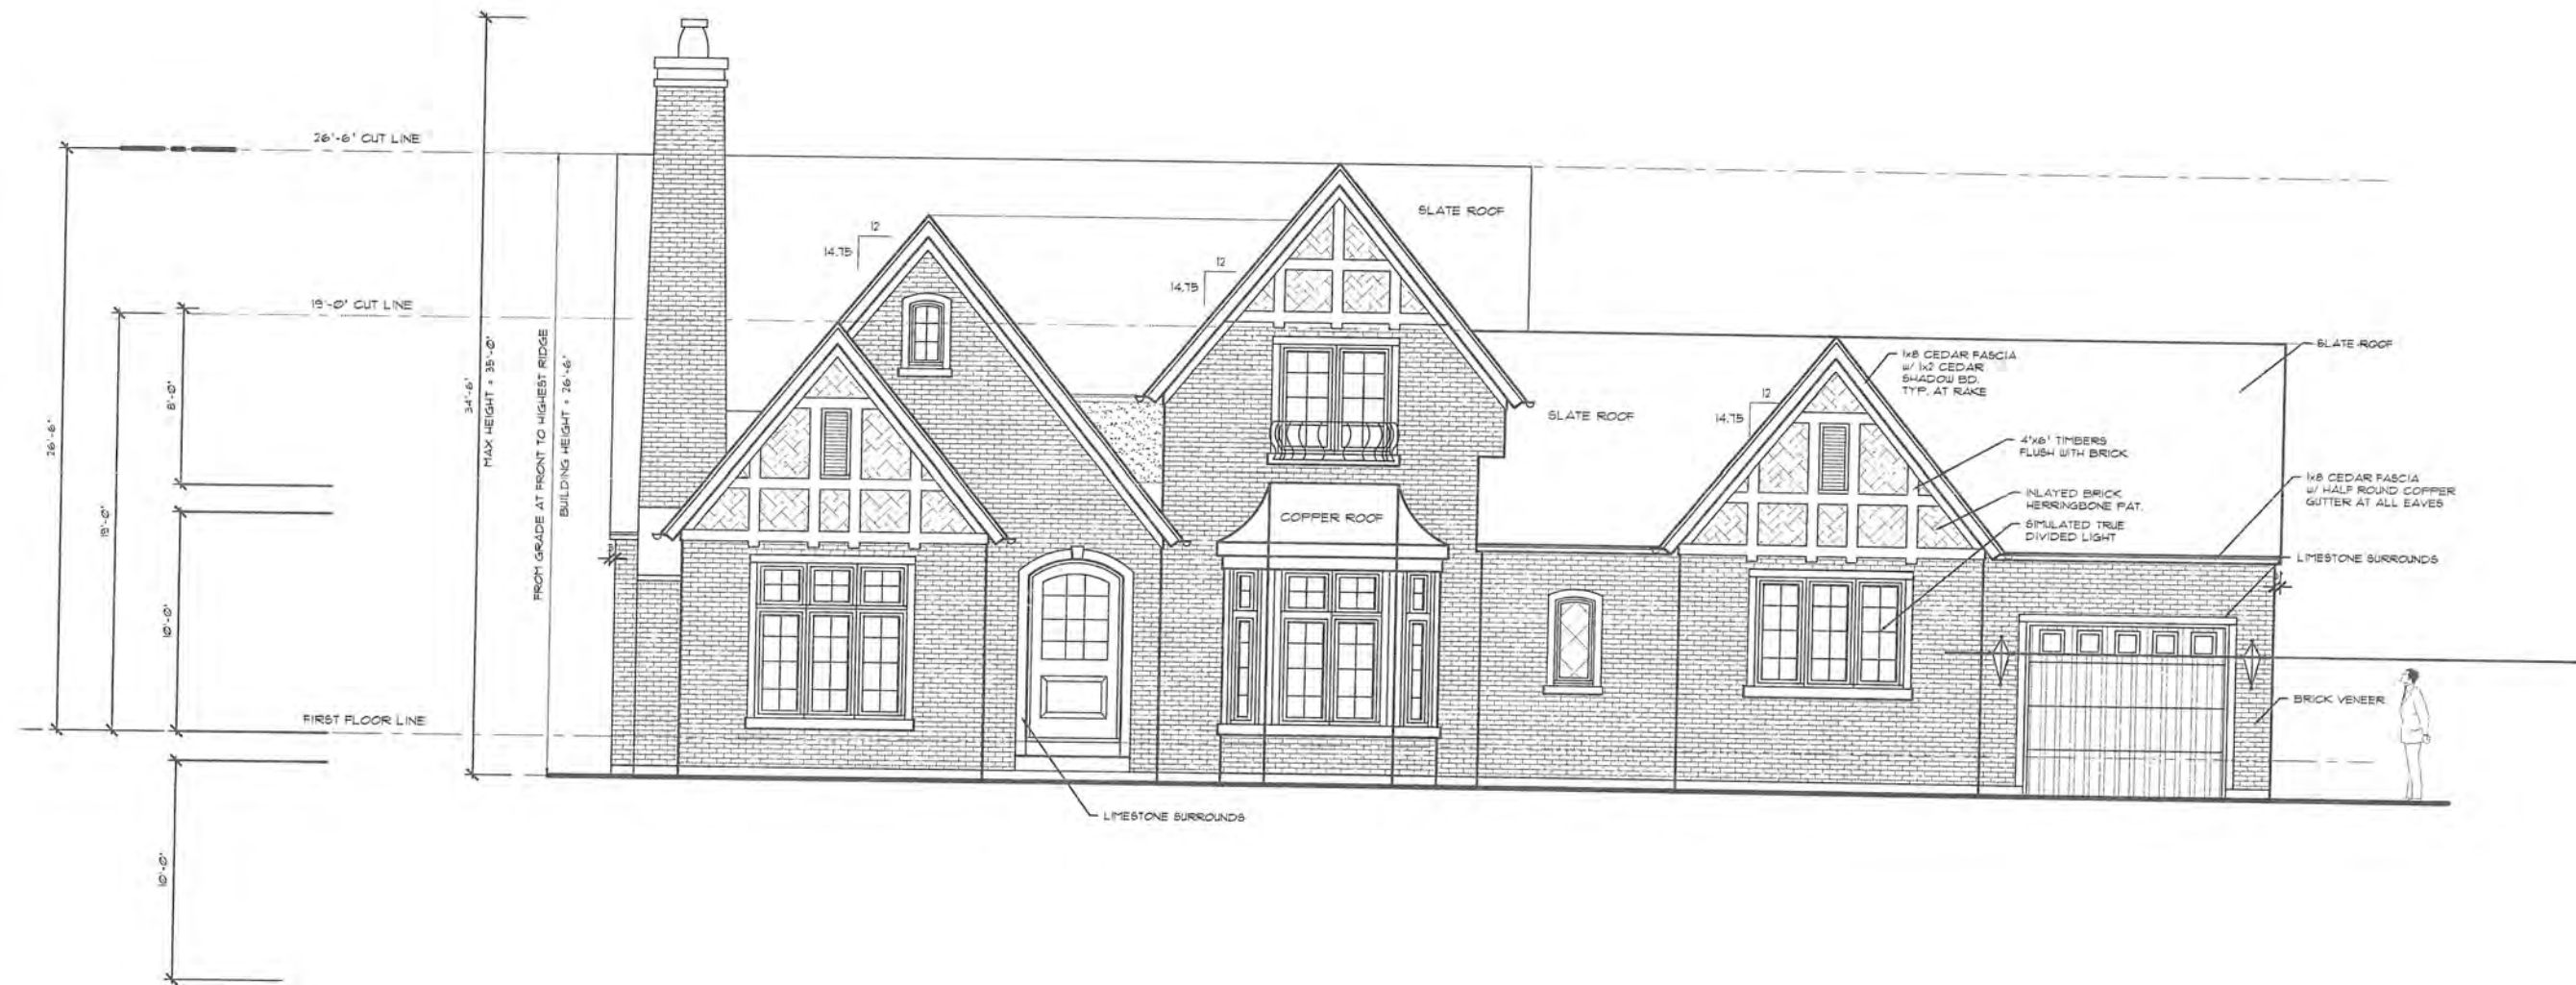 26'-6" CUT LINE
19'-0" CUT LINE
FIRST FLOOR LINE
26'-6"
19'-0"
8'-0"
10'-0"
10'-0"
34'-6"
MAX HEIGHT = 35'-0"
FROM GRADE AT FRONT TO HIGHEST RIDGE
BUILDING HEIGHT = 26'-6"
12
14.75
12
14.75
SLATE ROOF
COPPER ROOF
SLATE ROOF
12
14.75
1x8 CEDAR FASCIA
w/ 1x2 CEDAR
SHADOW BD.
TYP. AT RAKE
4"x6" TIMBERS
FLUSH WITH BRICK
INLAYED BRICK
HERRINGBONE PAT.
SIMULATED TRUE
DIVIDED LIGHT
SLATE ROOF
1x8 CEDAR FASCIA
w/ HALF ROUND COPPER
GUTTER AT ALL EAVES
LIMESTONE SURROUNDS
BRICK VENEER
LIMESTONE SURROUNDS